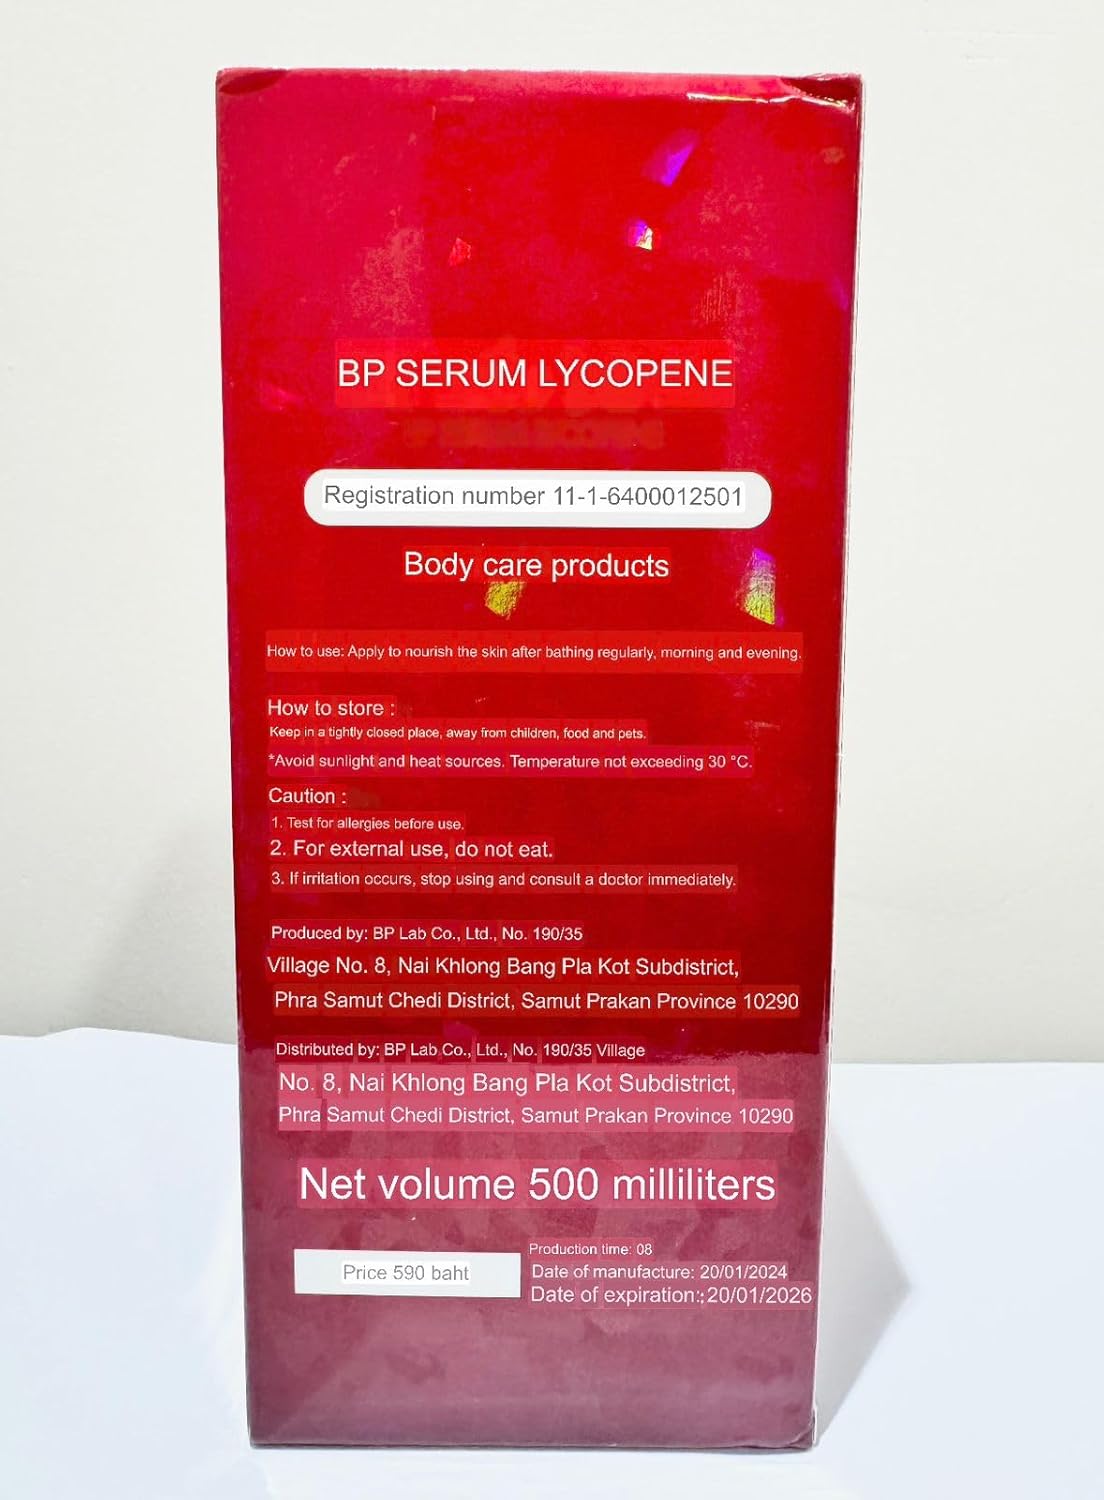 BP SERUM LYCOPENE
Registration number 11-1-6400012501
Body care products
How to use: Apply to nourish the skin after bathing regularly, morning and evening.
How to store :
Keep in a tightly closed place, away from children, food and pets.
*Avoid sunlight and heat sources. Temperature not exceeding 30 °C.
Caution :
1. Test for allergies before use.
2. For external use, do not eat.
3. If irritation occurs, stop using and consult a doctor immediately.
Produced by: BP Lab Co., Ltd., No. 190/35
Village No. 8, Nai Khlong Bang Pla Kot Subdistrict,
Phra Samut Chedi District, Samut Prakan Province 10290
Distributed by: BP Lab Co., Ltd., No. 190/35 Village
No. 8, Nai Khlong Bang Pla Kot Subdistrict,
Phra Samut Chedi District, Samut Prakan Province 10290
Net volume 500 milliliters
Price 590 baht
Production time: 08
Date of manufacture: 20/01/2024
Date of expiration:: 20/01/2026